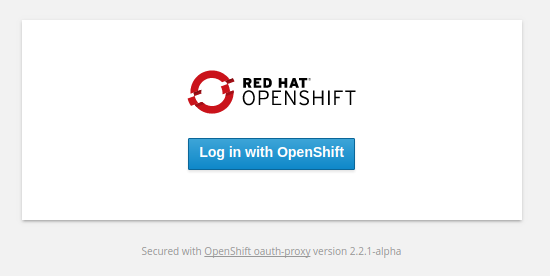 RED HAT®
OPENSHIFT
Log in with OpenShift
Secured with OpenShift oauth-proxy version 2.2.1-alpha